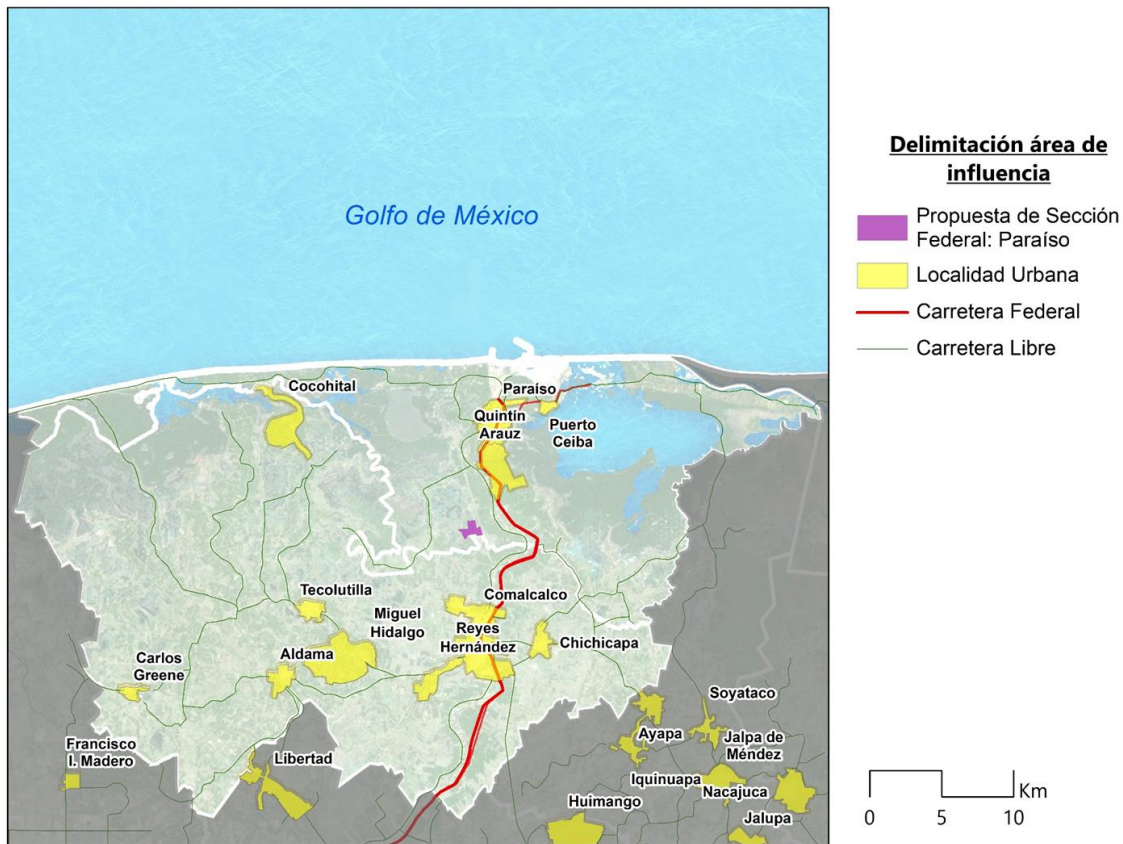 Golfo de México
Cocohital
Paraíso
Quintín
Arauz
Puerto
Ceiba
Tecolutilla
Comalcalco
Miguel
Hidalgo
Reyes
Hernández
Chichicapa
Aldama
Carlos
Greene
Soyataco
Francisco
I. Madero
Libertad
Ayapa
Jalpa de
Méndez
Iquinuapa
Nacajuca
Huimango
Jalupa
Delimitación área de
influencia
Propuesta de Sección
Federal: Paraíso
Localidad Urbana
Carretera Federal
Carretera Libre
Km
0 5 10